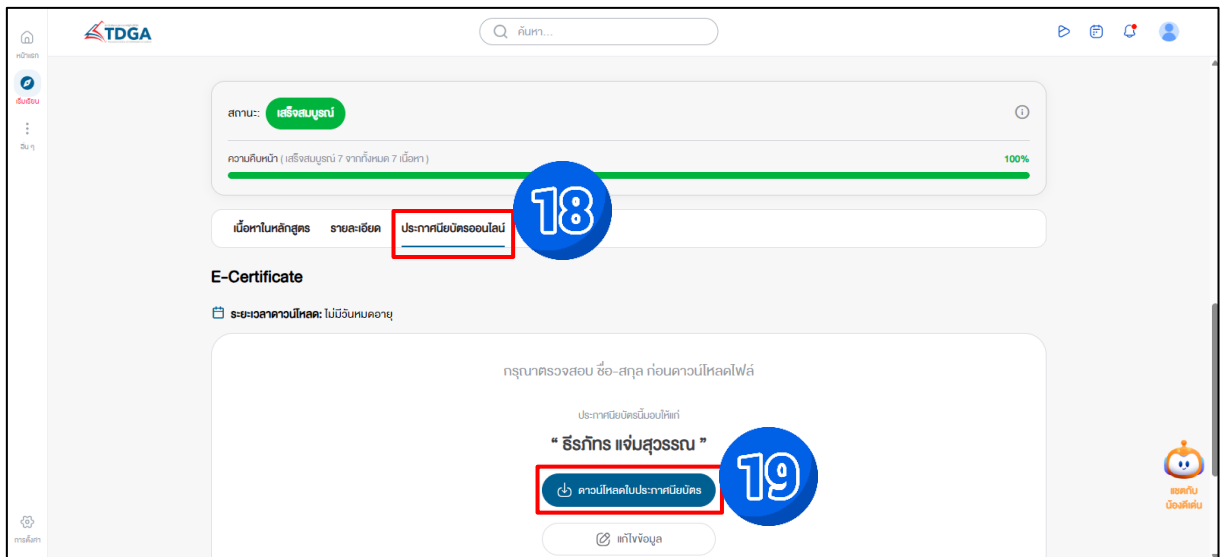 TDGA
ค้นหา...
หน้าแรก
เริ่มเรียน
อื่น ๆ
สถานะ: เสร็จสมบูรณ์
ความคืบหน้า ( เสร็จสมบูรณ์ 7 จากทั้งหมด 7 เนื้อหา ) 100%
18
เนื้อหาในหลักสูตร รายละเอียด ประกาศนียบัตรออนไลน์
E-Certificate
ระยะเวลาดาวน์โหลด: ไม่มีวันหมดอายุ
กรุณาตรวจสอบ ชื่อ-สกุล ก่อนดาวน์โหลดไฟล์
ประกาศนียบัตรนี้มอบให้แก่
“ ธีรภัทร แจ่มสุวรรณ ”
19
ดาวน์โหลดใบประกาศนียบัตร
แก้ไขข้อมูล
แชตกับ
น้องดีเด่น
การตั้งค่า